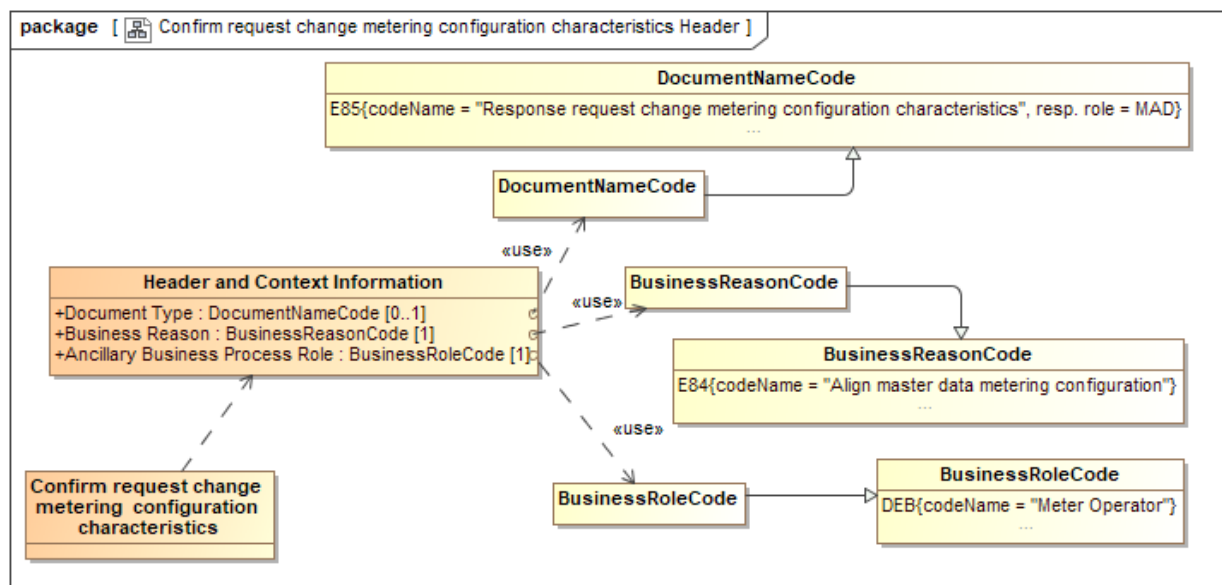 package [ Confirm request change metering configuration characteristics Header ]
DocumentNameCode
E85{codeName = "Response request change metering configuration characteristics", resp. role = MAD}
...
DocumentNameCode
«use»
Header and Context Information
+Document Type : DocumentNameCode [0..1]
+Business Reason : BusinessReasonCode [1]
+Ancillary Business Process Role : BusinessRoleCode [1]
«use»
BusinessReasonCode
BusinessReasonCode
E84{codeName = "Align master data metering configuration"}
...
«use»
Confirm request change
metering configuration
characteristics
BusinessRoleCode
BusinessRoleCode
DEB{codeName = "Meter Operator"}
...